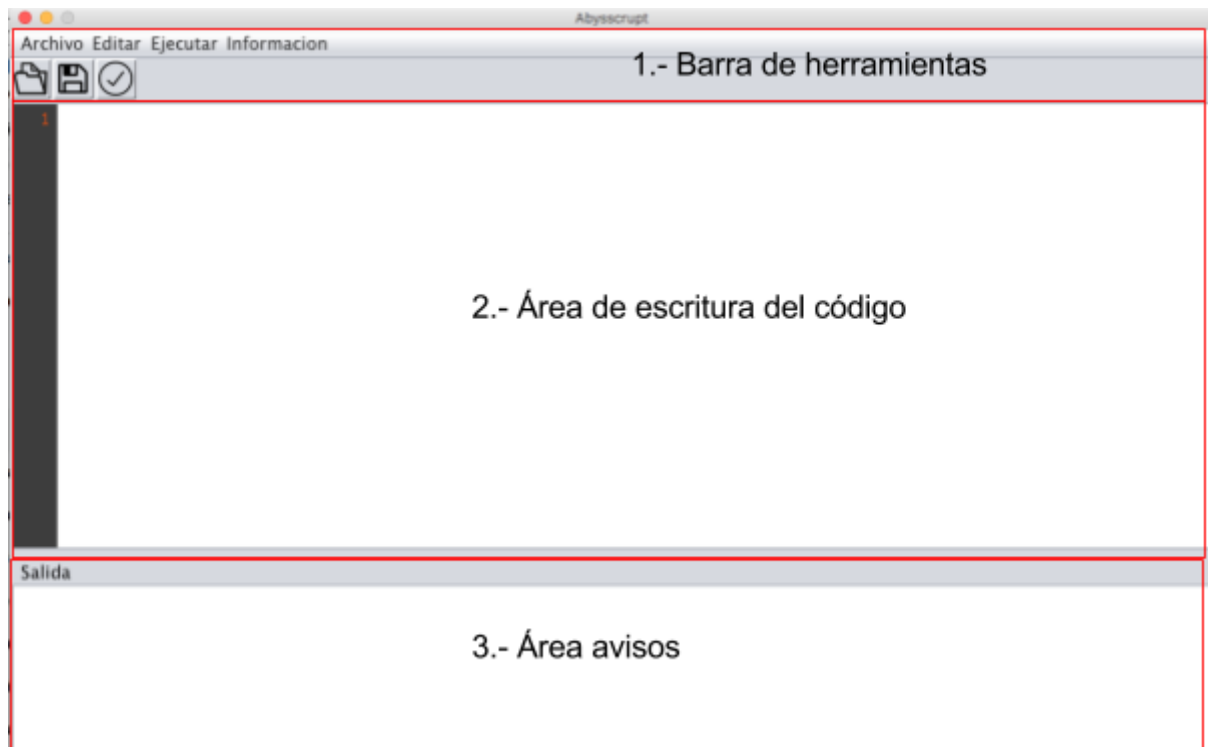 Abysscrupt
Archivo Editar Ejecutar Informacion
1.- Barra de herramientas
1
2.- Área de escritura del código
Salida
3.- Área avisos